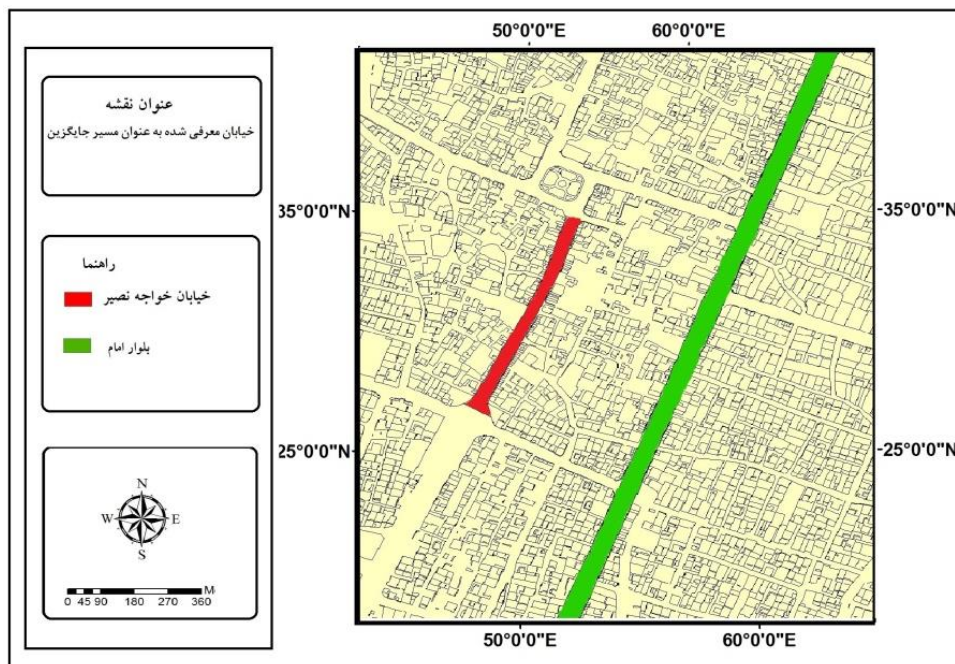 50°0'0"E 60°0'0"E
عنوان نقشه
خیابان معرفی شده به عنوان مسیر جایگزین
35°0'0"N 35°0'0"N
راهنما
خیابان خواجه نصیر
بلوار امام
25°0'0"N 25°0'0"N
N
W E
S
M
0 45 90 180 270 360
50°0'0"E 60°0'0"E